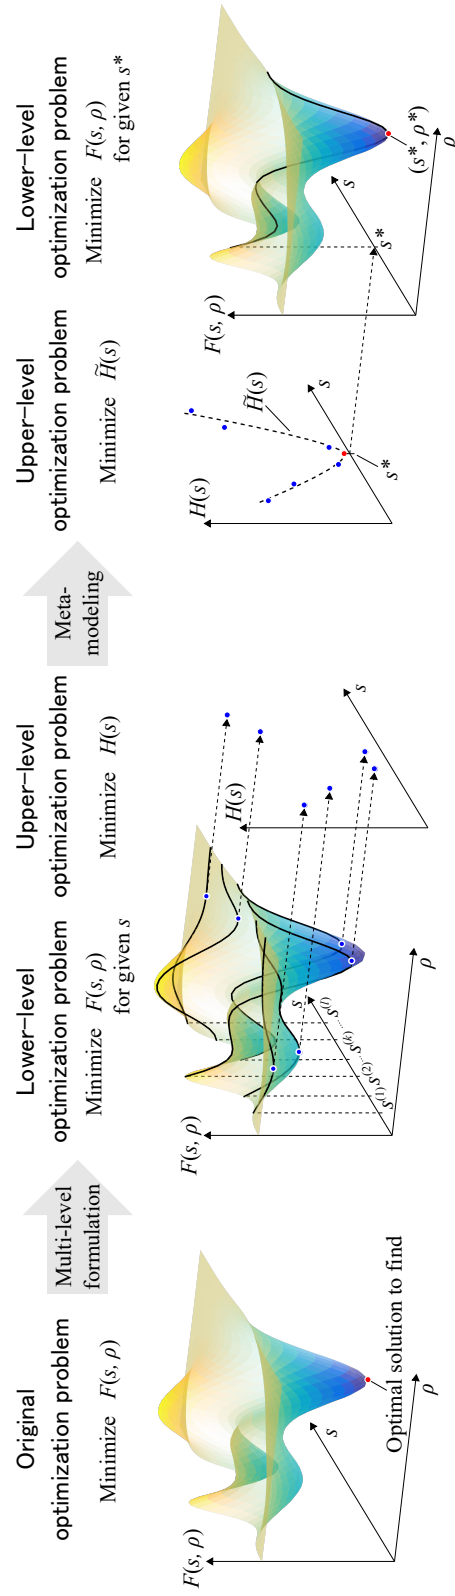 Original
optimization problem
Minimize F(s, ρ)
F(s, ρ)
s
ρ
Optimal solution to find
Multi-level
formulation
Lower-level
optimization problem
Minimize F(s, ρ)
for given s
F(s, ρ)
s
s⁽¹⁾
s⁽²⁾
...
s⁽ᵏ⁾
...
ρ
Upper-level
optimization problem
Minimize H(s)
H(s)
s
Meta-
modeling
Upper-level
optimization problem
Minimize H̃(s)
H(s)
H̃(s)
s
s*
Lower-level
optimization problem
Minimize F(s, ρ)
for given s*
F(s, ρ)
s
s*
(s*, ρ*)
ρ